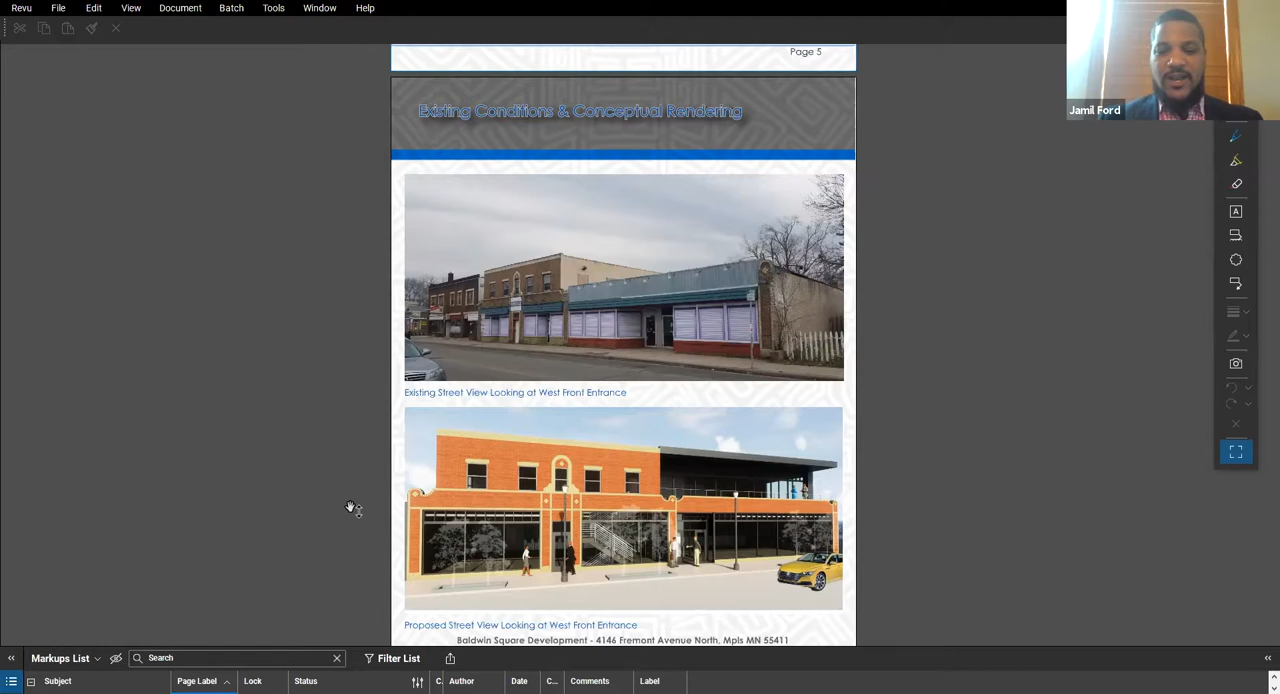 Revu File Edit View Document Batch Tools Window Help
Page 5
Jamil Ford
Existing Conditions & Conceptual Rendering
Existing Street View Looking at West Front Entrance
Proposed Street View Looking at West Front Entrance
Baldwin Square Development - 4146 Fremont Avenue North, Mpls MN 55411
Markups List Search Filter List
Subject Page Label Lock Status C. Author Date C... Comments Label